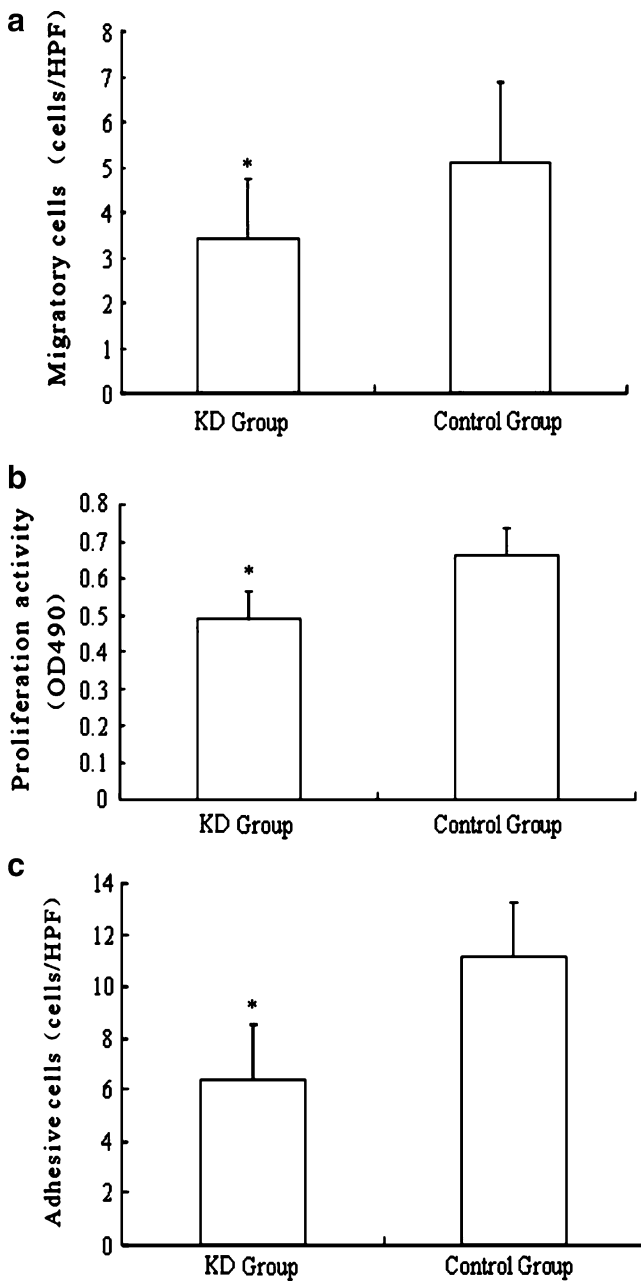 a
Migratory cells (cells/HPF)
8
7
6
5
4
3
2
1
0
*
KD Group
Control Group
b
Proliferation activity
(OD490)
0.8
0.7
0.6
0.5
0.4
0.3
0.2
0.1
0
*
KD Group
Control Group
c
Adhesive cells (cells/HPF)
14
12
10
8
6
4
2
0
*
KD Group
Control Group